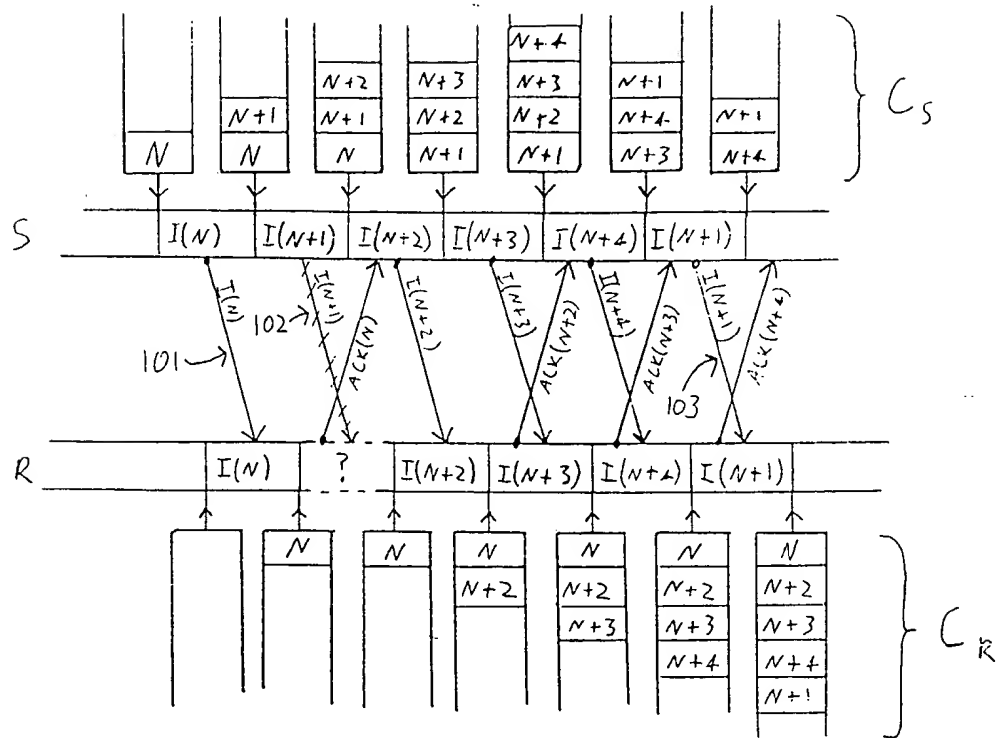 N+4
N+2 N+3 N+3 N+1
N+1 N+1 N+2 N+2 N+4 N+1
N N N N+1 N+1 N+3 N+4
C_S
S I(N) I(N+1) I(N+2) I(N+3) I(N+4) I(N+1)
I(N) I(N+1) ACK(N) I(N+2) I(N+3) ACK(N+2) I(N+4) ACK(N+3) I(N+1) ACK(N+4)
101 102 103
R I(N) ? I(N+2) I(N+3) I(N+4) I(N+1)
N N N N N N
N+2 N+2 N+2 N+2
N+3 N+3 N+3
N+4 N+4
N+1
C_R